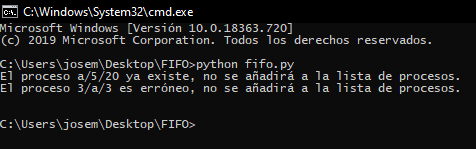 C:\Windows\System32\cmd.exe
Microsoft Windows [Versión 10.0.18363.720]
(c) 2019 Microsoft Corporation. Todos los derechos reservados.
C:\Users\josem\Desktop\FIFO>python fifo.py
El proceso a/5/20 ya existe, no se añadirá a la lista de procesos.
El proceso 3/a/3 es erróneo, no se añadirá a la lista de procesos.
C:\Users\josem\Desktop\FIFO>